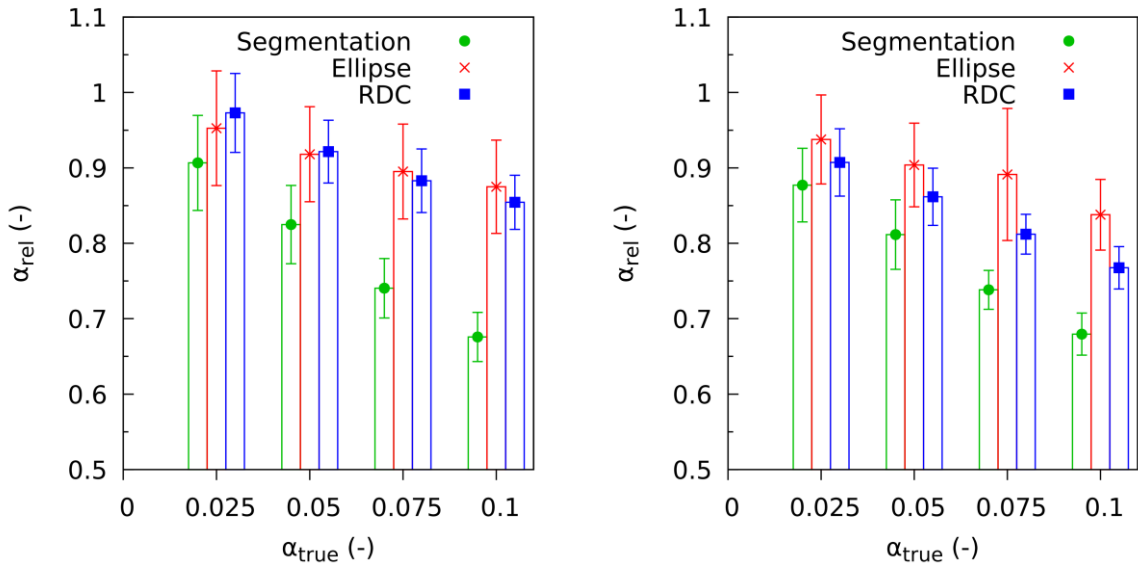 1.1
Segmentation
Ellipse
RDC
1
0.9
0.8
0.7
0.6
0.5
α_rel (-)
0 0.025 0.05 0.075 0.1
α_true (-)
1.1
Segmentation
Ellipse
RDC
1
0.9
0.8
0.7
0.6
0.5
α_rel (-)
0 0.025 0.05 0.075 0.1
α_true (-)